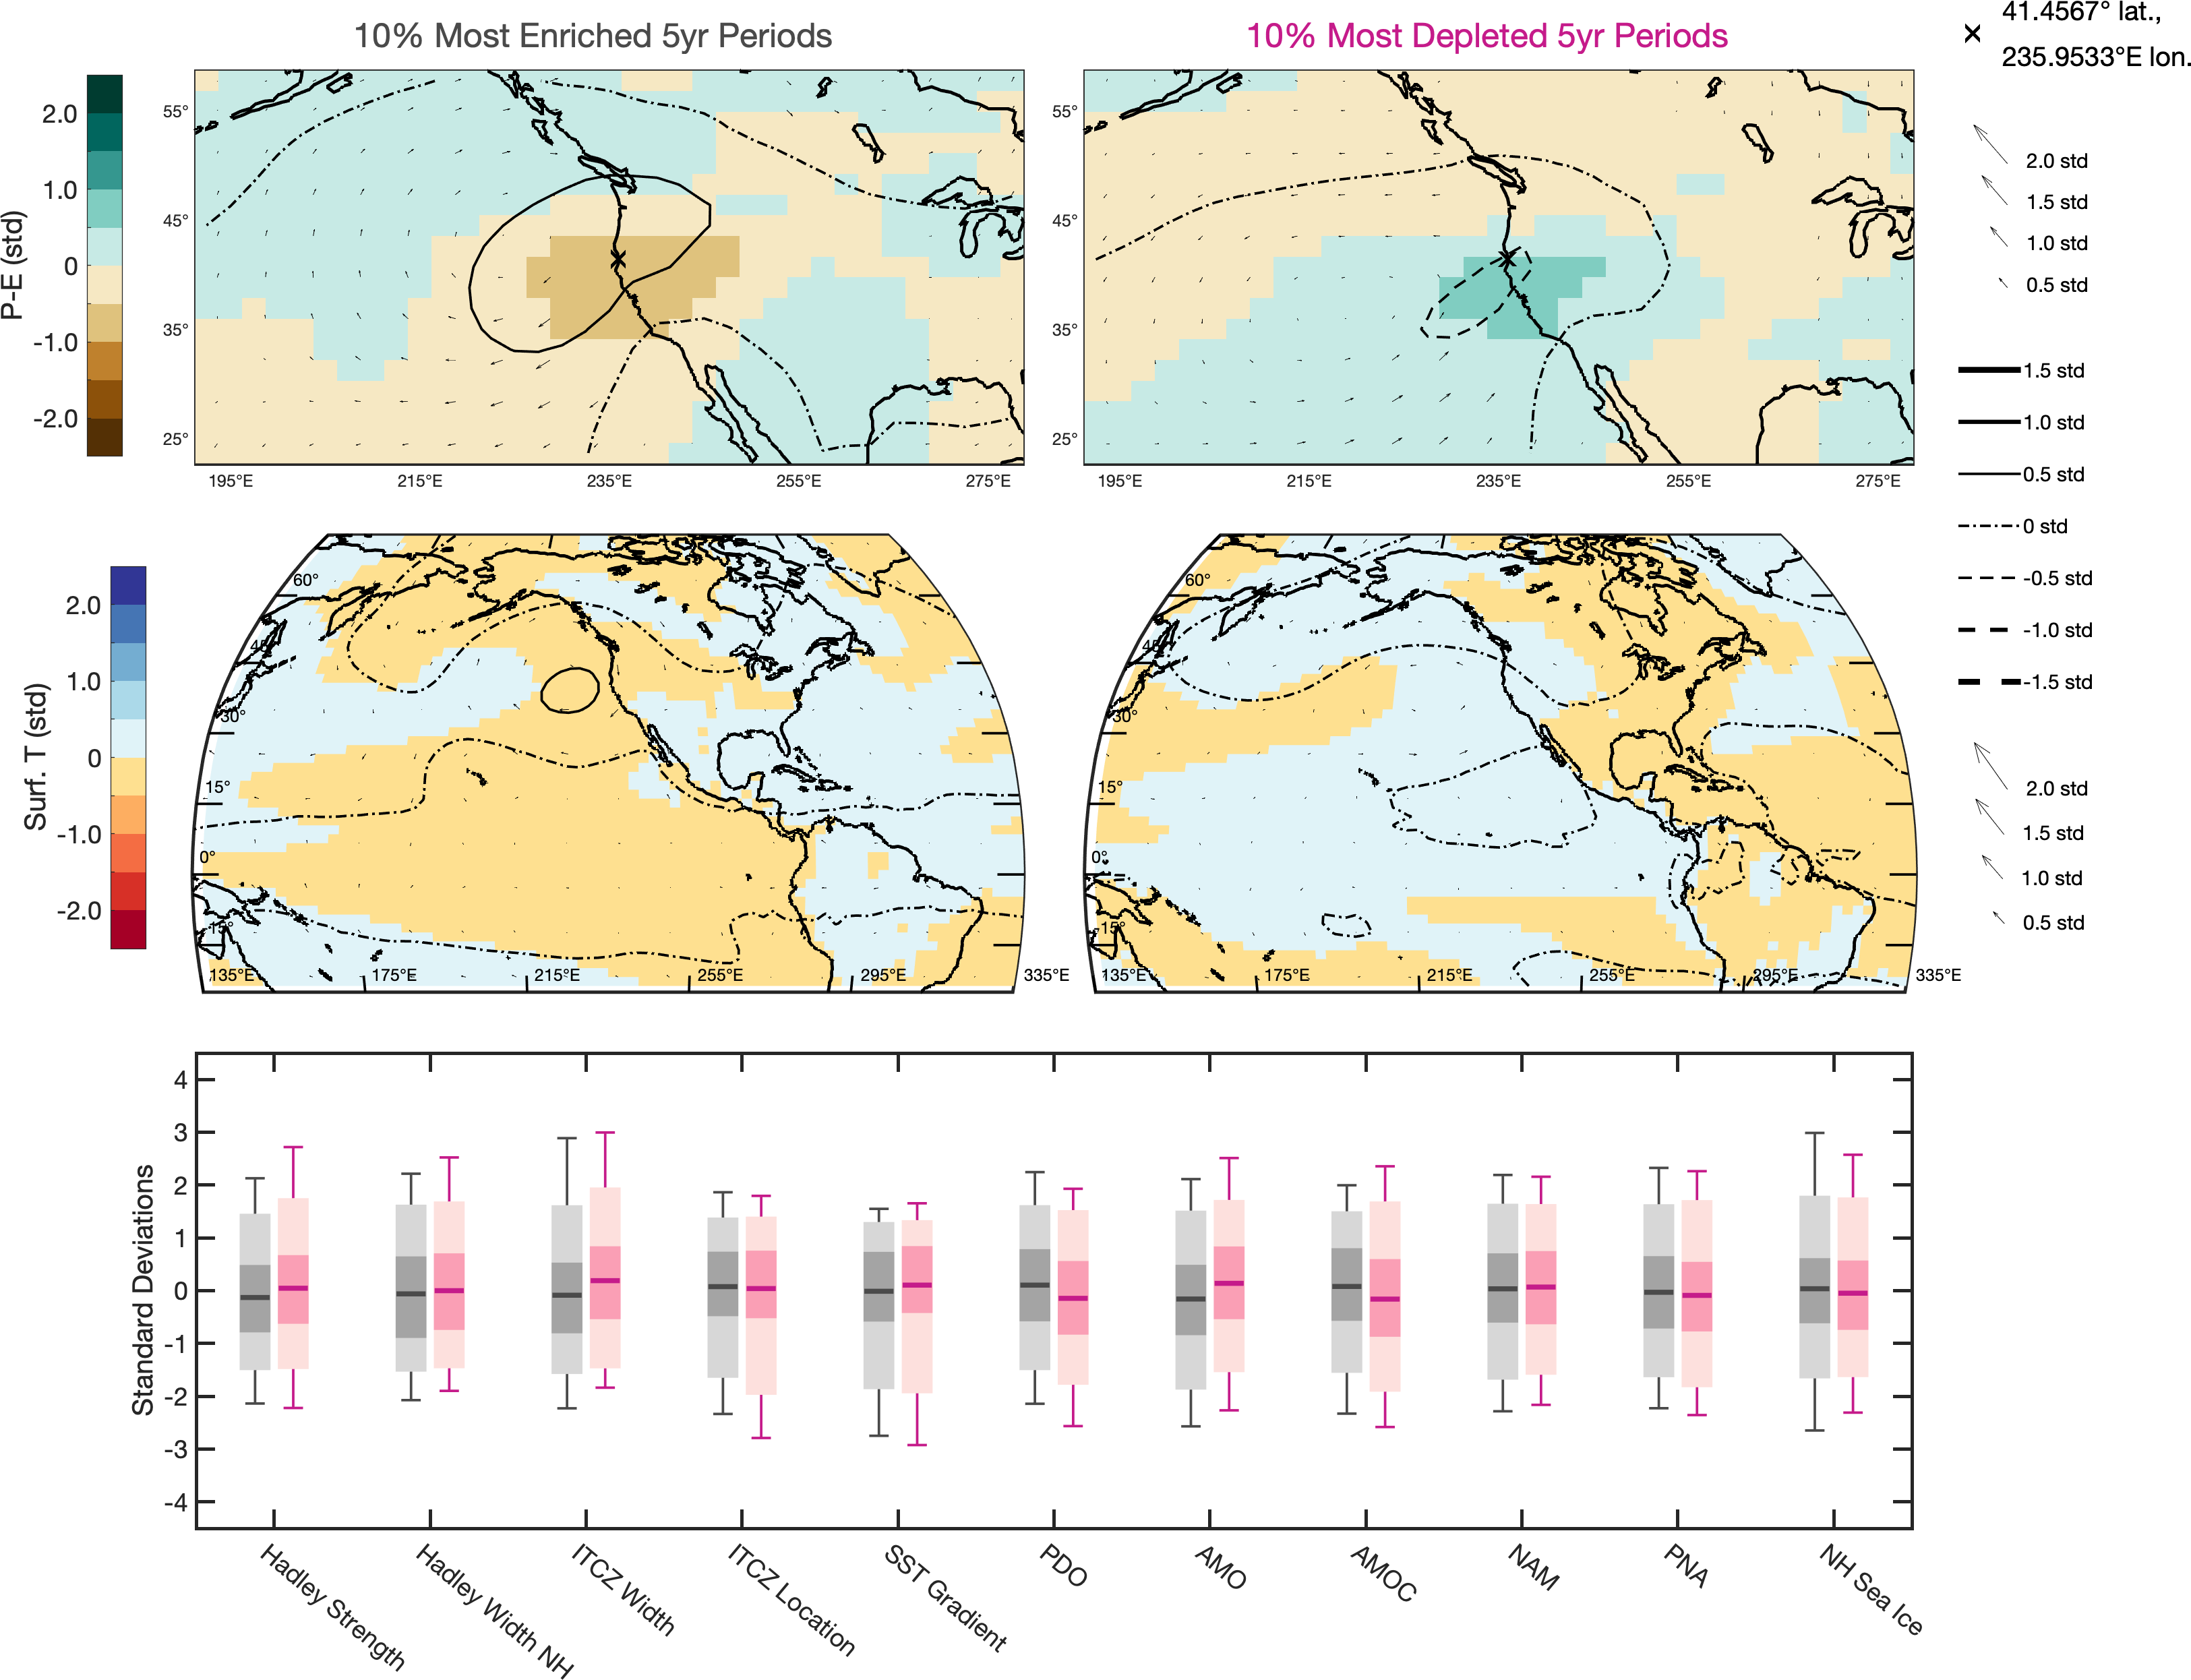 10% Most Enriched 5yr Periods
10% Most Depleted 5yr Periods
41.4567° lat.,
235.9533°E lon.
P-E (std)
2.0
1.0
0
-1.0
-2.0
55°
45°
35°
25°
195°E 215°E 235°E 255°E 275°E
55°
45°
35°
25°
195°E 215°E 235°E 255°E 275°E
2.0 std
1.5 std
1.0 std
0.5 std
1.5 std
1.0 std
0.5 std
0 std
-0.5 std
-1.0 std
-1.5 std
Surf. T (std)
2.0
1.0
0
-1.0
-2.0
60°
45°
30°
15°
0°
-15°
135°E 175°E 215°E 255°E 295°E 335°E
60°
45°
30°
15°
0°
-15°
135°E 175°E 215°E 255°E 295°E 335°E
2.0 std
1.5 std
1.0 std
0.5 std
Standard Deviations
4
3
2
1
0
-1
-2
-3
-4
Hadley Strength
Hadley Width NH
ITCZ Width
ITCZ Location
SST Gradient
PDO
AMO
AMOC
NAM
PNA
NH Sea Ice